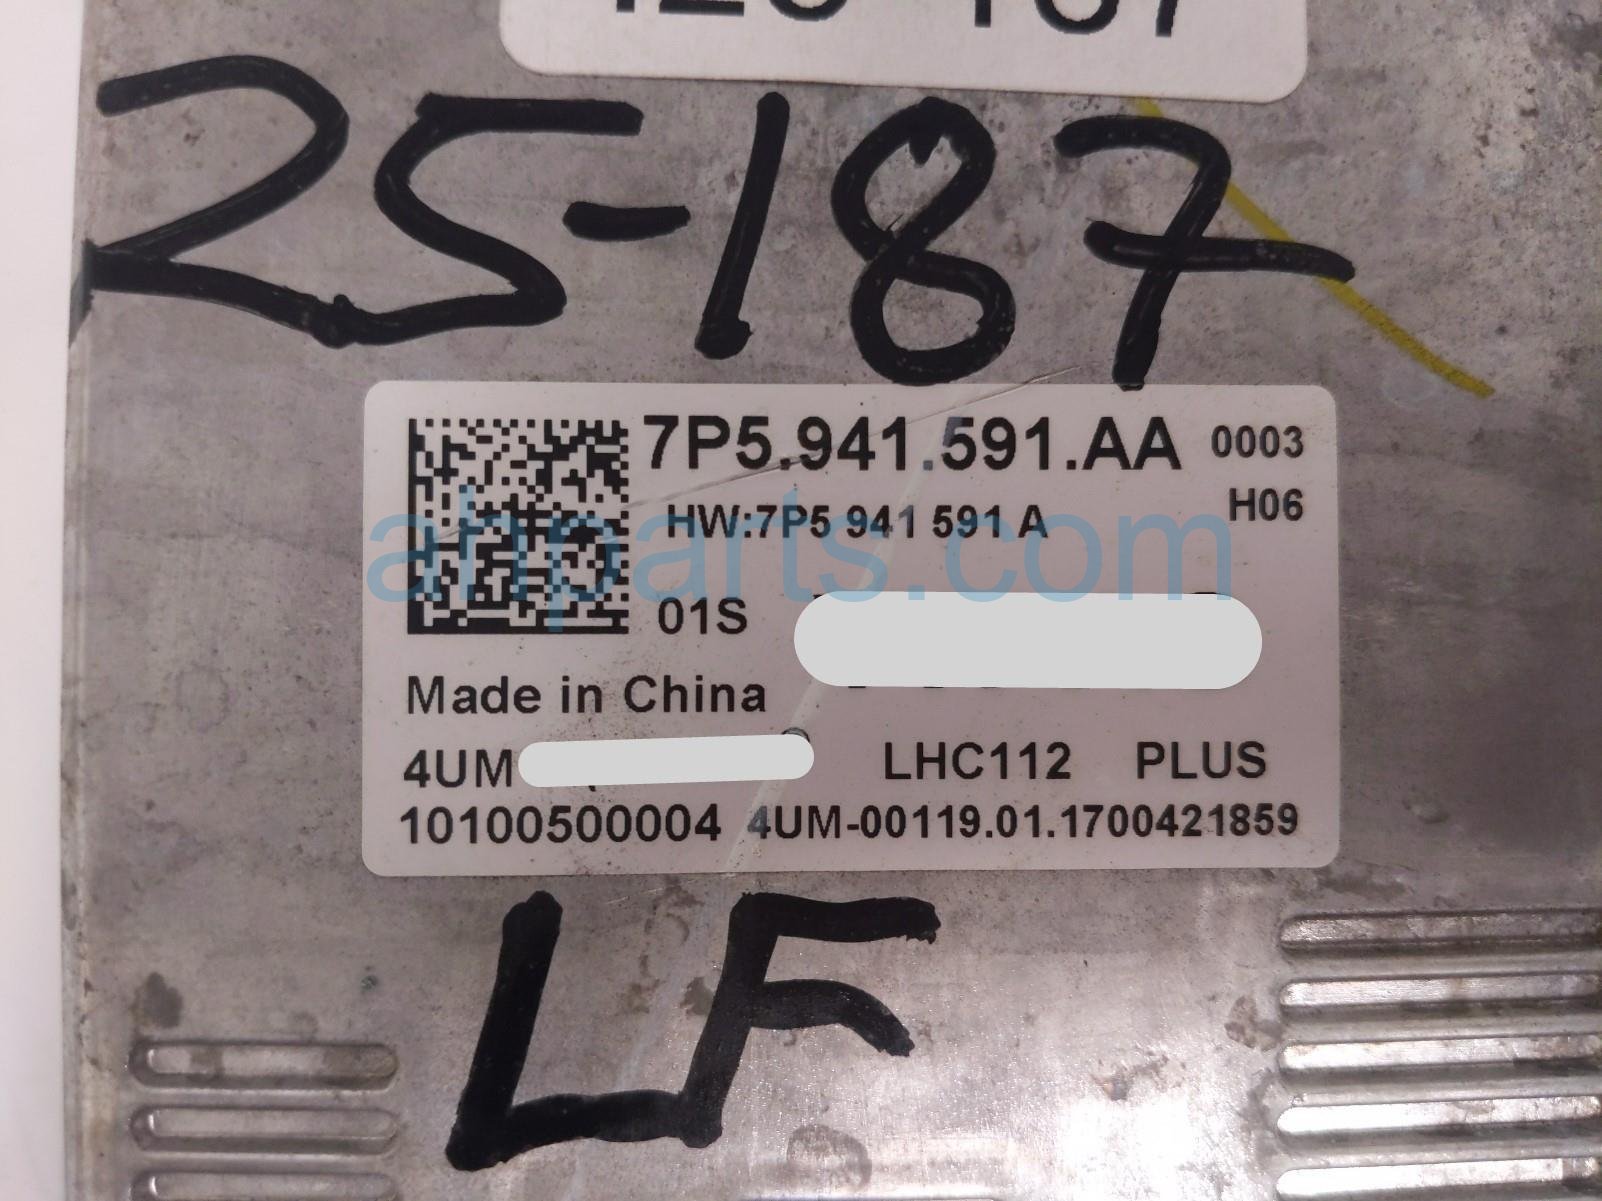 187
25-187
7P5.941.591.AA 0003
HW:7P5 941 591 A H06
ahparts.com
01S
Made in China
4UM LHC112 PLUS
10100500004 4UM-00119.01.1700421859
LF